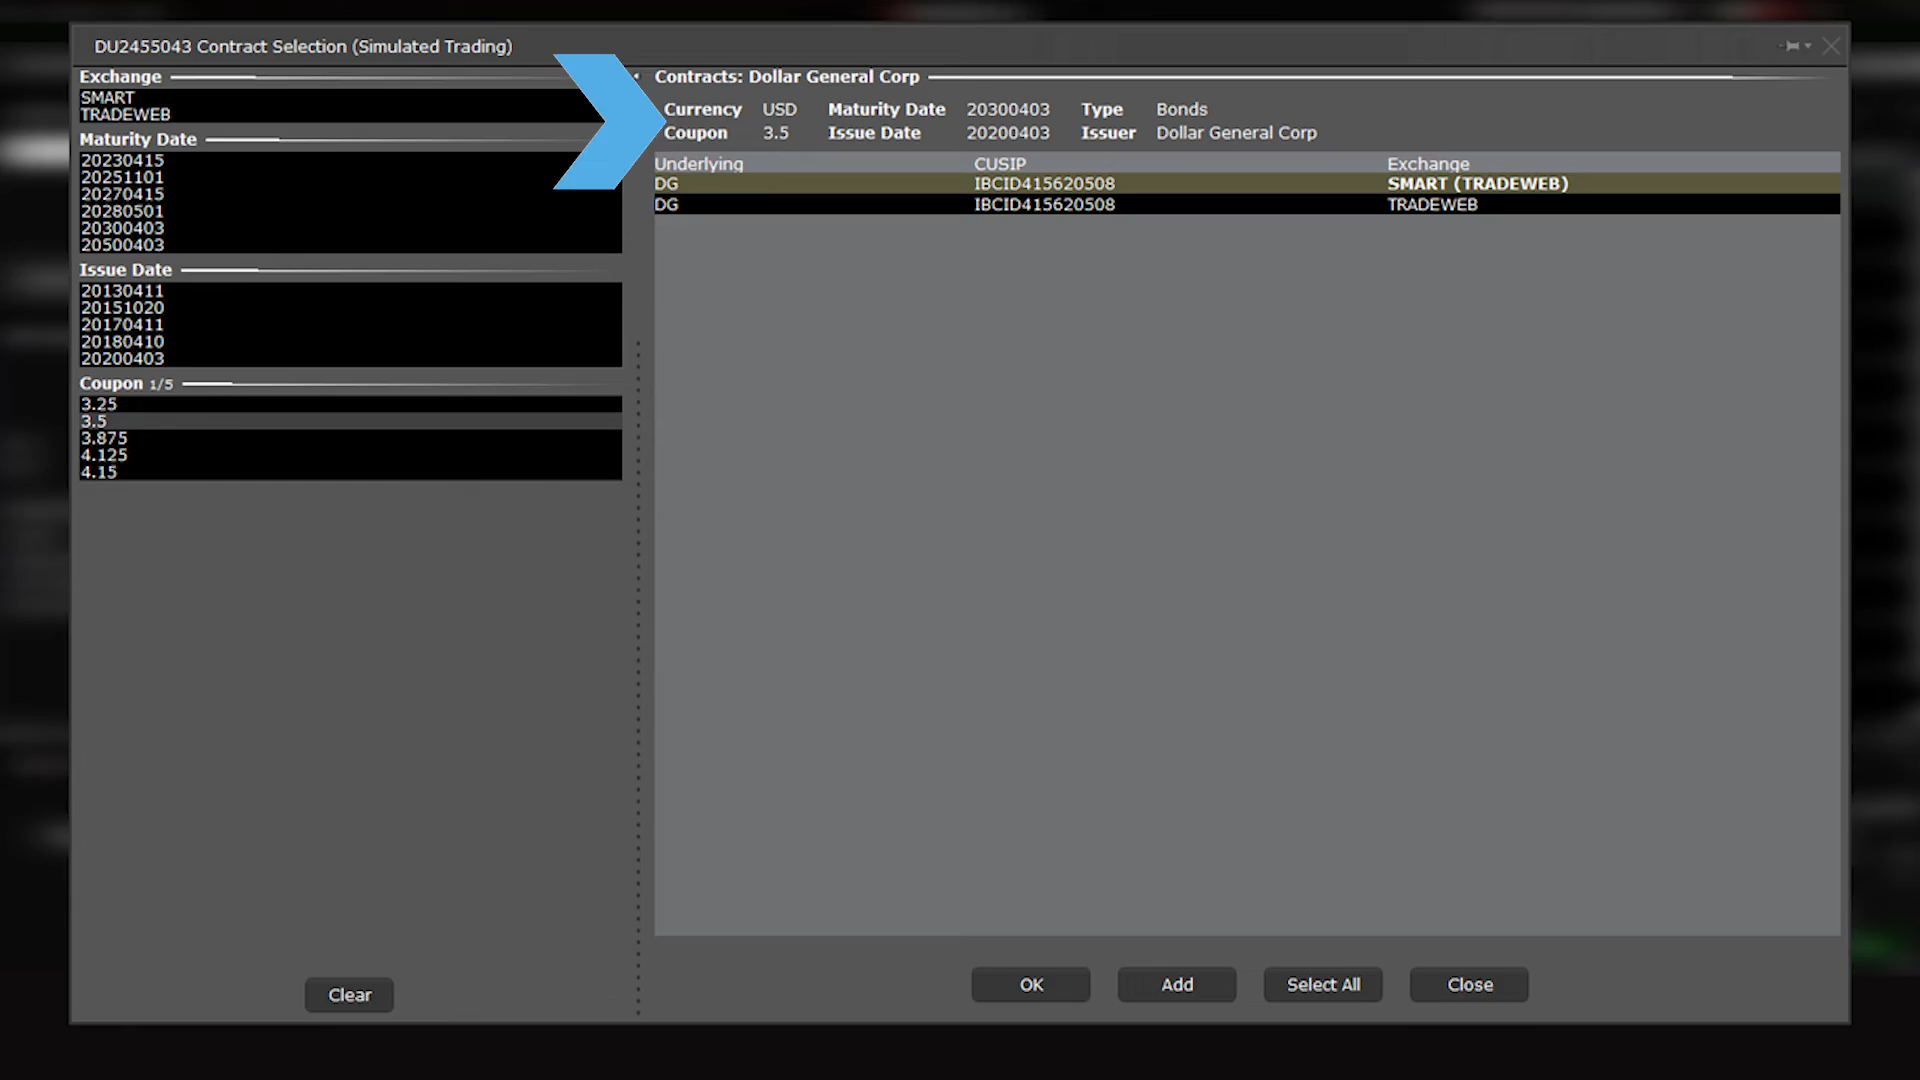 DU2455043 Contract Selection (Simulated Trading)
Exchange
SMART
TRADEWEB
Maturity Date
20230415
20251101
20270415
20280501
20300403
20500403
Issue Date
20130411
20151020
20170411
20180410
20200403
Coupon 1/5
3.25
3.5
3.875
4.125
4.15
Clear
Contracts: Dollar General Corp
Currency USD Maturity Date 20300403 Type Bonds
Coupon 3.5 Issue Date 20200403 Issuer Dollar General Corp
Underlying CUSIP Exchange
DG IBCID415620508 SMART (TRADEWEB)
DG IBCID415620508 TRADEWEB
OK Add Select All Close